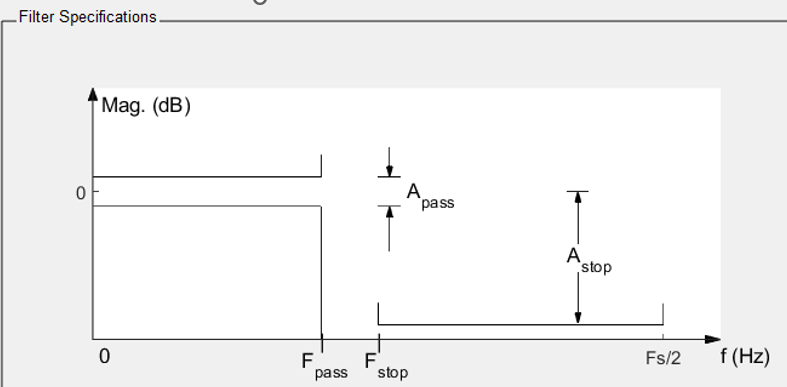 Filter Specifications
Mag. (dB)
0
A pass
A stop
0
F pass
F stop
Fs/2
f (Hz)